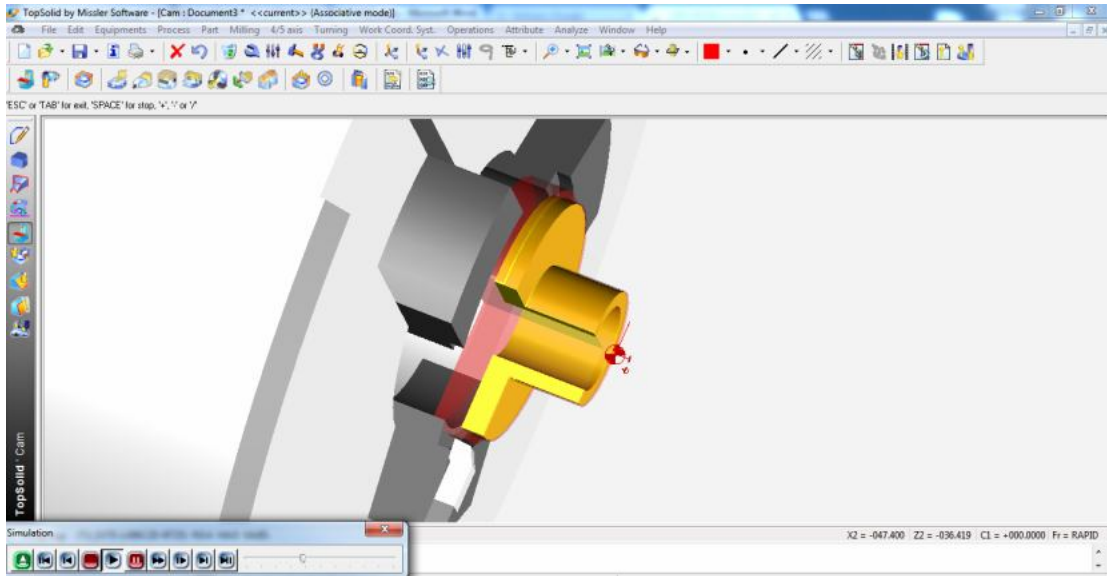 TopSolid by Missler Software - [Cam : Document3 * <<current>> (Associative mode)]
File Edit Equipments Process Part Milling 4/5 axis Turning Work Coord. Syst. Operations Attribute Analyze Window Help
'ESC' or 'TAB' for exit, 'SPACE' for stop, '+', '-' or '/'
TopSolid'Cam
Simulation
X2 = -047.400 Z2 = -036.419 C1 = +000.0000 Fr = RAPID